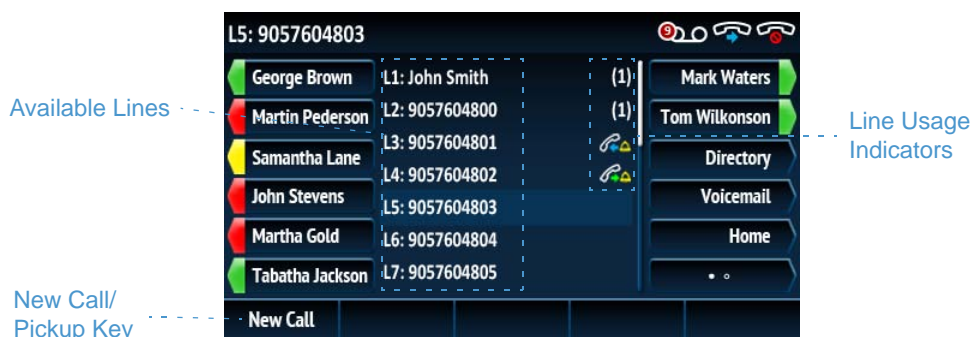 L5: 9057604803
9
George Brown
Martin Pederson
Samantha Lane
John Stevens
Martha Gold
Tabatha Jackson
L1: John Smith (1)
L2: 9057604800 (1)
L3: 9057604801
L4: 9057604802
L5: 9057604803
L6: 9057604804
L7: 9057604805
Mark Waters
Tom Wilkonson
Directory
Voicemail
Home
New Call
Available Lines
Line Usage
Indicators
New Call/
Pickup Key